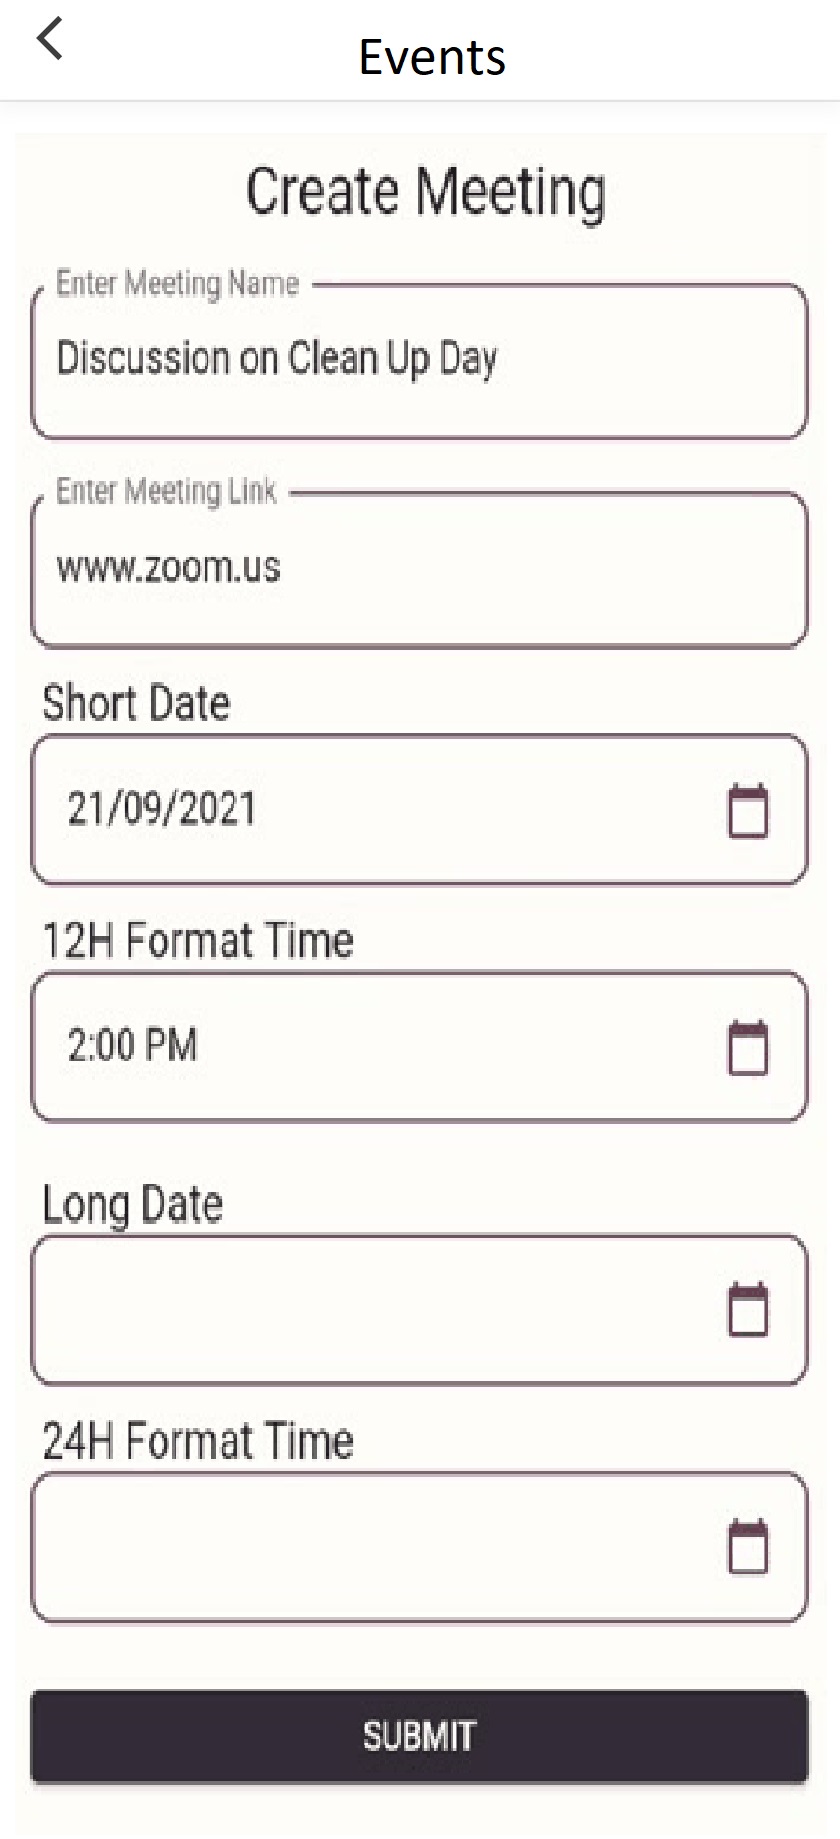 Events
Create Meeting
Enter Meeting Name
Discussion on Clean Up Day
Enter Meeting Link
www.zoom.us
Short Date
21/09/2021
12H Format Time
2:00 PM
Long Date
24H Format Time
SUBMIT